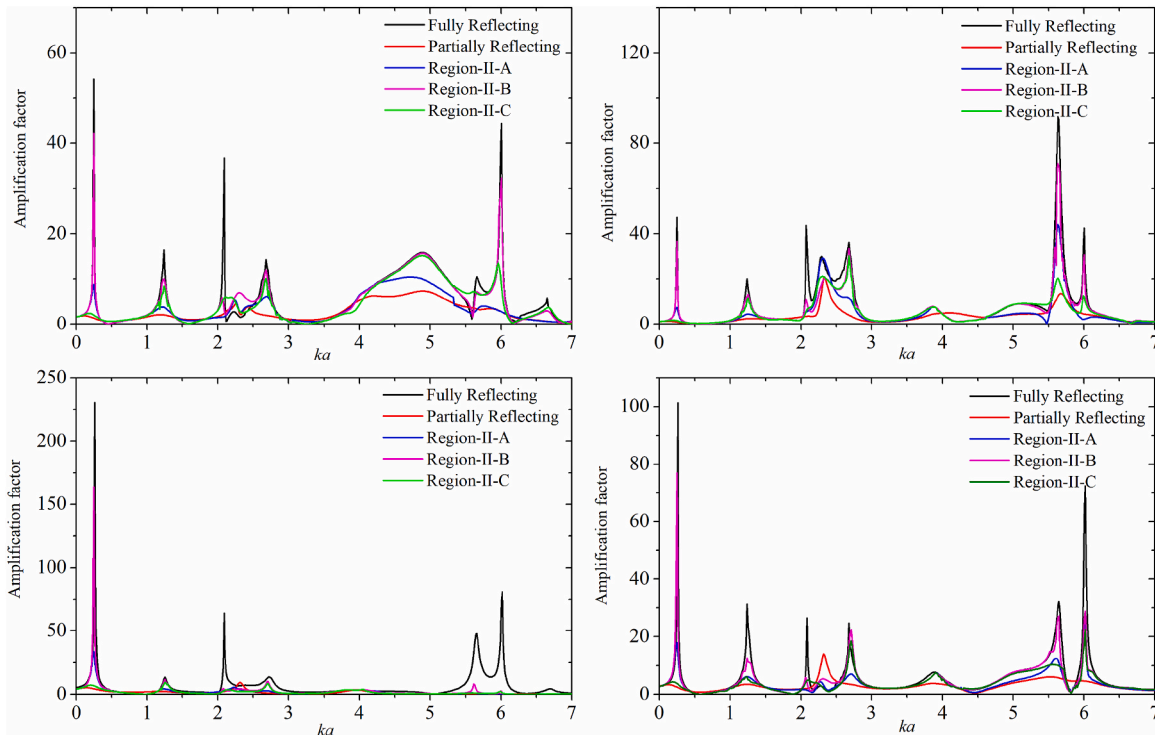 Amplification factor
60
40
20
0
0 1 2 3 4 5 6 7
ka
Fully Reflecting
Partially Reflecting
Region-II-A
Region-II-B
Region-II-C
Amplification factor
120
80
40
0
0 1 2 3 4 5 6 7
ka
Fully Reflecting
Partially Reflecting
Region-II-A
Region-II-B
Region-II-C
Amplification factor
250
200
150
100
50
0
0 1 2 3 4 5 6 7
ka
Fully Reflecting
Partially Reflecting
Region-II-A
Region-II-B
Region-II-C
Amplification factor
100
80
60
40
20
0
0 1 2 3 4 5 6 7
ka
Fully Reflecting
Partially Reflecting
Region-II-A
Region-II-B
Region-II-C